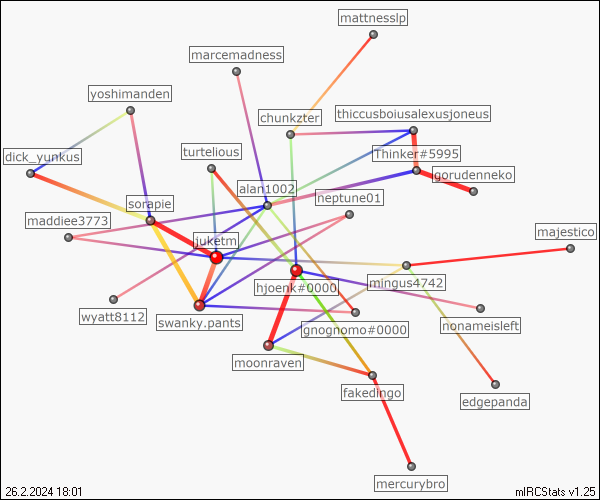 mattnesslp
marcemadness
yoshimanden
chunkzter
thiccusboiusalexusjoneus
turtelious
Thinker#5995
dick_yunkus
gorudenneko
alan1002
neptune01
sorapie
maddiee3773
majestico
juketm
mingus4742
hjoenk#0000
wyatt8112
swanky.pants
gnognomo#0000
nonameisleft
moonraven
fakedingo
edgepanda
mercurybro
26.2.2024 18:01
mIRCStats v1.25